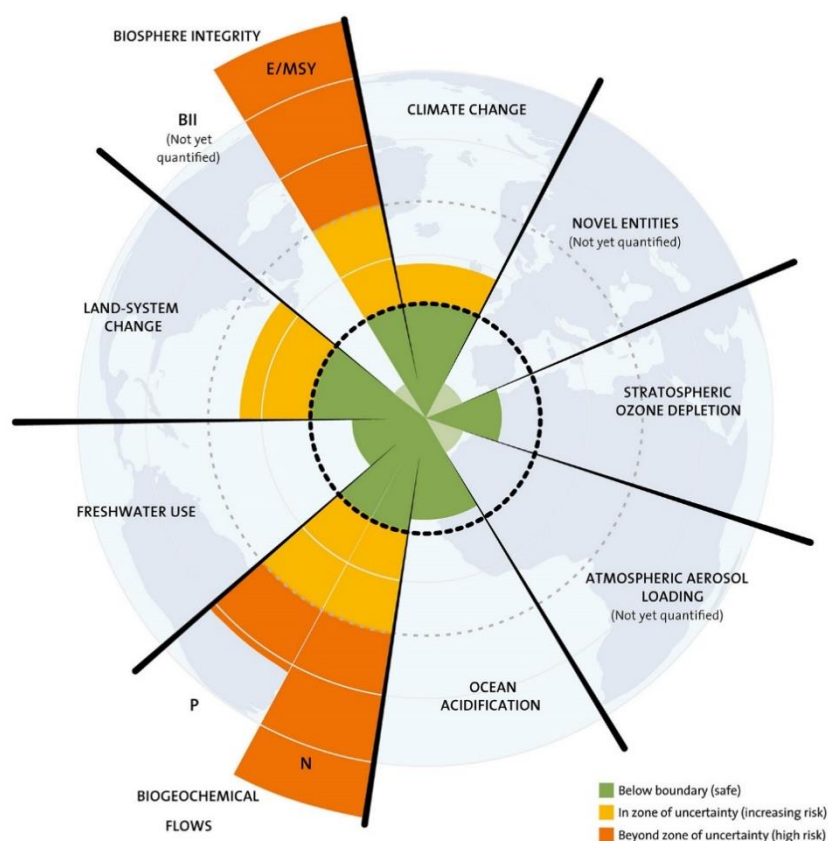 BIOSPHERE INTEGRITY
E/MSY
BII
(Not yet
quantified)
CLIMATE CHANGE
NOVEL ENTITIES
(Not yet quantified)
LAND-SYSTEM
CHANGE
STRATOSPHERIC
OZONE DEPLETION
FRESHWATER USE
ATMOSPHERIC AEROSOL
LOADING
(Not yet quantified)
OCEAN
ACIDIFICATION
P
N
BIOGEOCHEMICAL
FLOWS
Below boundary (safe)
In zone of uncertainty (increasing risk)
Beyond zone of uncertainty (high risk)